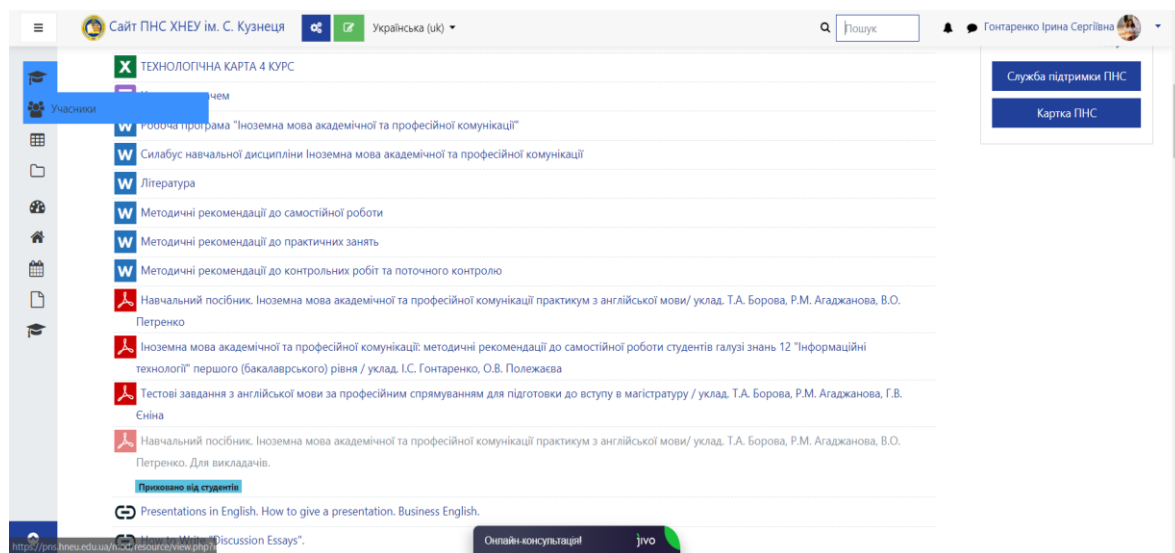 Сайт ПНС ХНЕУ ім. С. Кузнеця
Українська (uk)
Пошук
Гонтаренко Ірина Сергіївна
ТЕХНОЛОГІЧНА КАРТА 4 КУРС
Служба підтримки ПНС
Учасники
чем
Картка ПНС
Робоча програма "Іноземна мова академічної та професійної комунікації"
Силабус навчальної дисципліни Іноземна мова академічної та професійної комунікації
Література
Методичні рекомендації до самостійної роботи
Методичні рекомендації до практичних занять
Методичні рекомендації до контрольних робіт та поточного контролю
Навчальний посібник. Іноземна мова академічної та професійної комунікації практикум з англійської мови/ уклад. Т.А. Борова, Р.М. Агаджанова, В.О.
Петренко
Іноземна мова академічної та професійної комунікації: методичні рекомендації до самостійної роботи студентів галузі знань 12 "Інформаційні
технології" першого (бакалаврського) рівня / уклад. І.С. Гонтаренко, О.В. Полежаєва
Тестові завдання з англійської мови за професійним спрямуванням для підготовки до вступу в магістратуру / уклад. Т.А. Борова, Р.М. Агаджанова, Г.В.
Єніна
Навчальний посібник. Іноземна мова академічної та професійної комунікації практикум з англійської мови/ уклад. Т.А. Борова, Р.М. Агаджанова, В.О.
Петренко. Для викладачів.
Приховано від студентів
Presentations in English. How to give a presentation. Business English.
How to Write "Discussion Essays".
Онлайн-консультація!
jivo